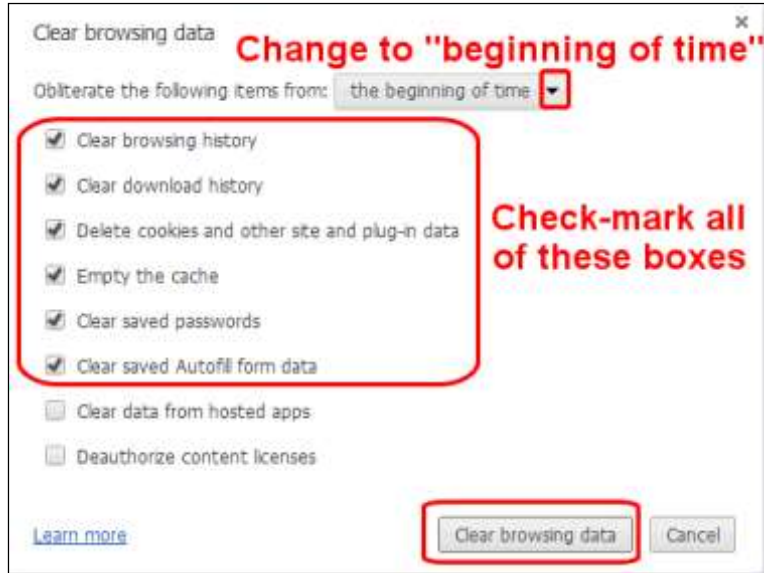 Clear browsing data
Change to "beginning of time"
Obliterate the following items from: the beginning of time
Clear browsing history
Clear download history
Delete cookies and other site and plug-in data
Check-mark all
of these boxes
Empty the cache
Clear saved passwords
Clear saved Autofill form data
Clear data from hosted apps
Deauthorize content licenses
Learn more Clear browsing data Cancel